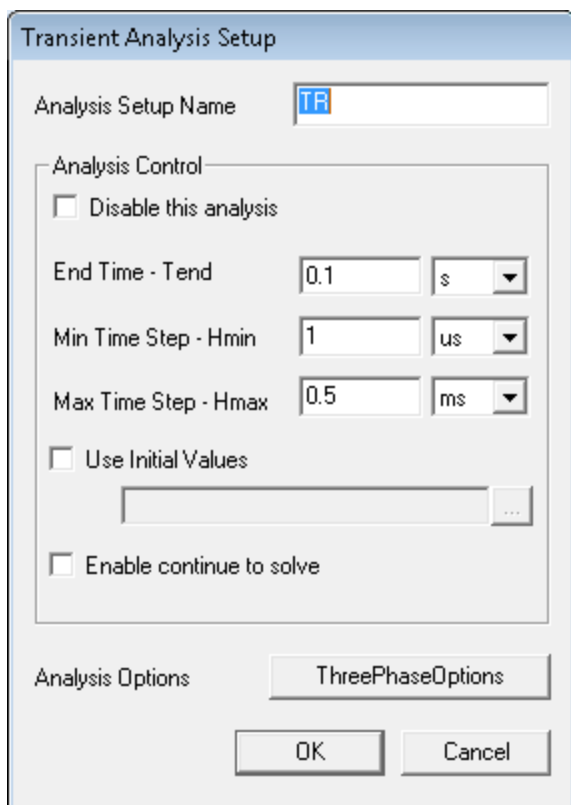 Transient Analysis Setup
Analysis Setup Name TR
Analysis Control
Disable this analysis
End Time - Tend 0.1 s
Min Time Step - Hmin 1 us
Max Time Step - Hmax 0.5 ms
Use Initial Values
...
Enable continue to solve
Analysis Options ThreePhaseOptions
OK Cancel